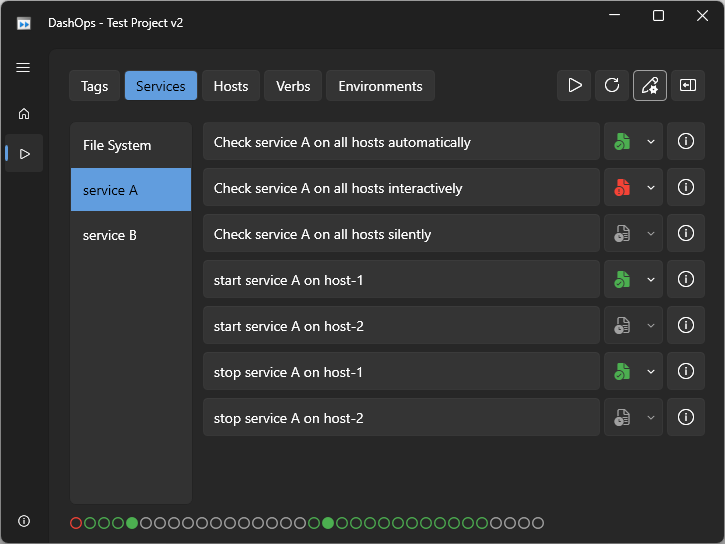 DashOps - Test Project v2
Tags
Services
Hosts
Verbs
Environments
File System
service A
service B
Check service A on all hosts automatically
Check service A on all hosts interactively
Check service A on all hosts silently
start service A on host-1
start service A on host-2
stop service A on host-1
stop service A on host-2